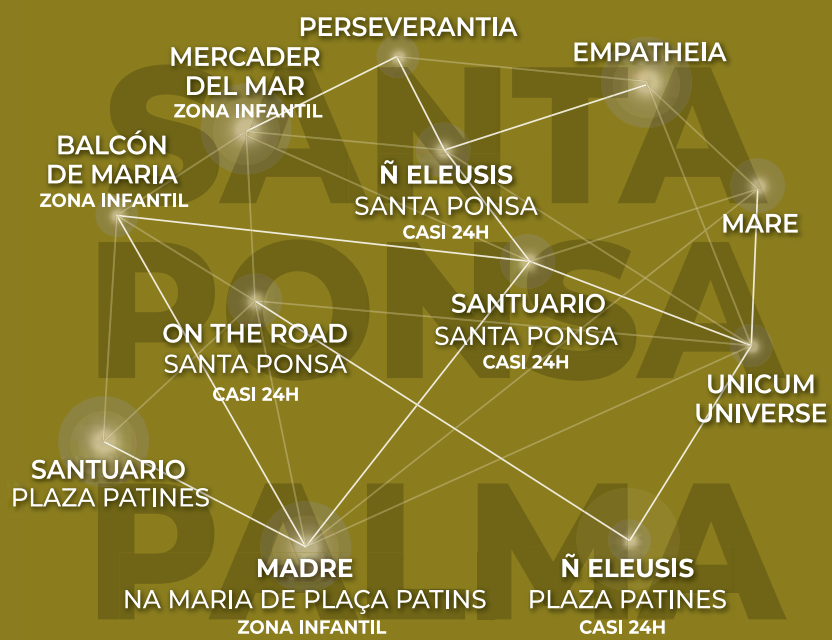 SANTA
PONSA
PALMA
PERSEVERANTIA
MERCADER
DEL MAR
ZONA INFANTIL
EMPATHEIA
BALCÓN
DE MARIA
ZONA INFANTIL
Ñ ELEUSIS
SANTA PONSA
CASI 24H
MARE
SANTUARIO
SANTA PONSA
CASI 24H
ON THE ROAD
SANTA PONSA
CASI 24H
UNICUM
UNIVERSE
SANTUARIO
PLAZA PATINES
MADRE
NA MARIA DE PLAÇA PATINS
ZONA INFANTIL
Ñ ELEUSIS
PLAZA PATINES
CASI 24H